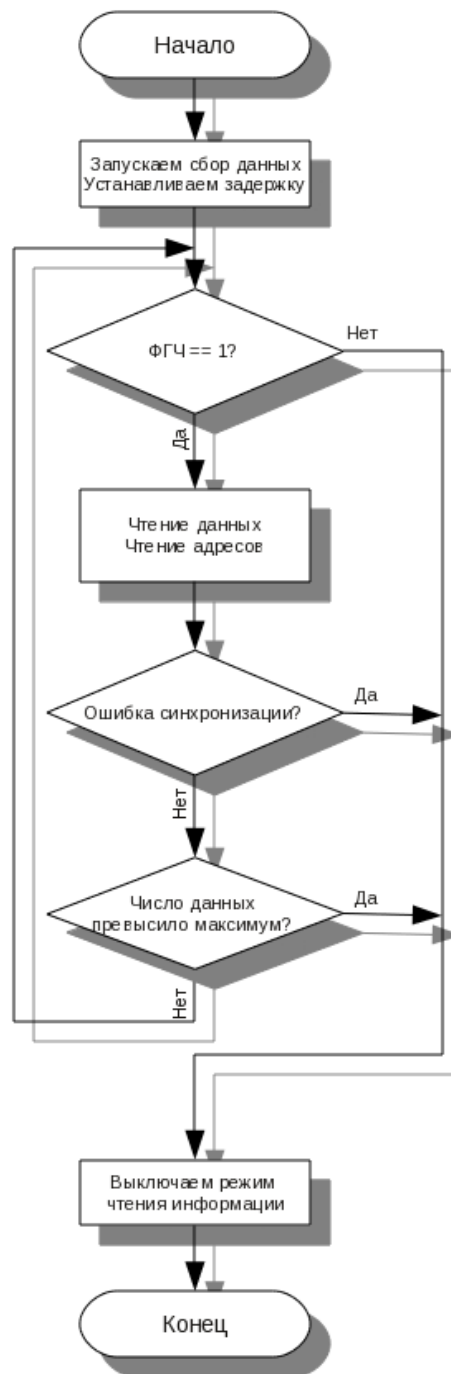 Начало
Запускаем сбор данных
Устанавливаем задержку
ФГЧ == 1?
Нет
Да
Чтение данных
Чтение адресов
Ошибка синхронизации?
Да
Нет
Число данных
превысило максимум?
Да
Нет
Выключаем режим
чтения информации
Конец